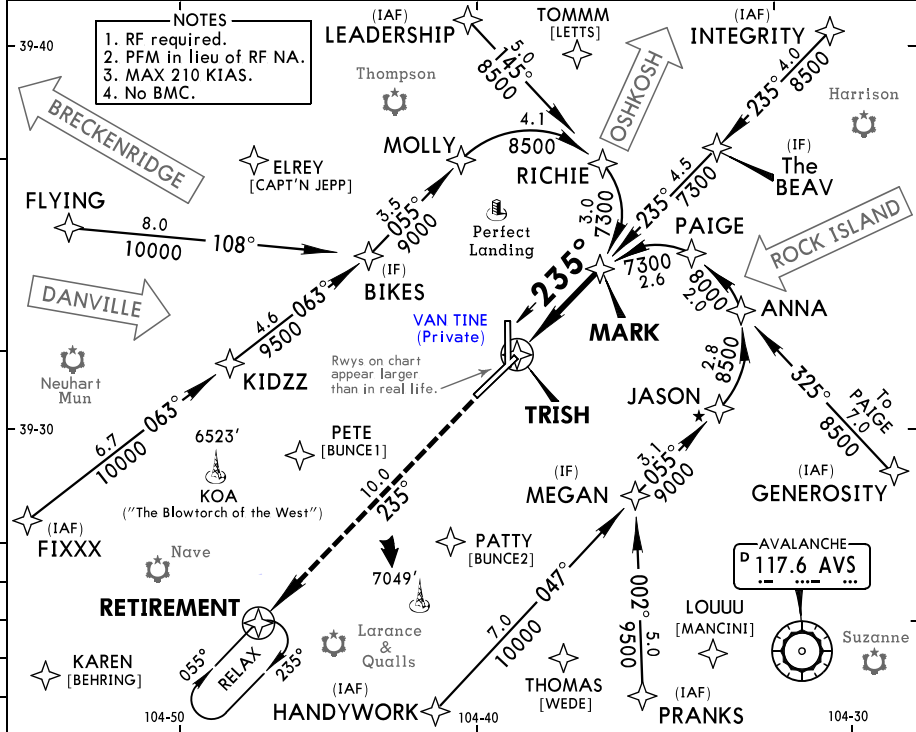 NOTES
1. RF required.
2. PFM in lieu of RF NA.
3. MAX 210 KIAS.
4. No BMC.
39-40
(IAF)
LEADERSHIP
5.0
145°
8500
TOMMM
[LETTS]
OSHKOSH
(IAF)
INTEGRITY
4.0
235°
8500
Thompson
Harrison
BRECKENRIDGE
ELREY
[CAPT'N JEPP]
MOLLY
4.1
8500
RICHIE
(IF)
The
BEAV
4.5
235°
7300
FLYING
8.0
10000
108°
3.5
055°
9000
Perfect
Landing
3.0
7300
PAIGE
ROCK ISLAND
(IF)
BIKES
235°
7300
2.6
8000
2.0
ANNA
DANVILLE
4.6
063°
9500
VAN TINE
(Private)
MARK
Rwys on chart
appear larger
than in real life.
Neuhart
Mun
KIDZZ
TRISH
JASON
2.8
8500
325°
To
PAIGE
7.0
8500
39-30
6.7
063°
10000
6523'
KOA
("The Blowtorch of the West")
PETE
[BUNCE1]
10.0
235°
(IF)
MEGAN
3.1
055°
9000
(IAF)
GENEROSITY
(IAF)
FIXXX
Nave
7049'
PATTY
[BUNCE2]
AVALANCHE
D 117.6 AVS
RETIREMENT
047°
7.0
10000
002°
5.0
9500
LOUUU
[MANCINI]
Larance
&
Qualls
Suzanne
KAREN
[BEHRING]
055°
RELAX
235°
THOMAS
[WEDE]
(IAF)
HANDYWORK
(IAF)
PRANKS
104-50
104-40
104-30